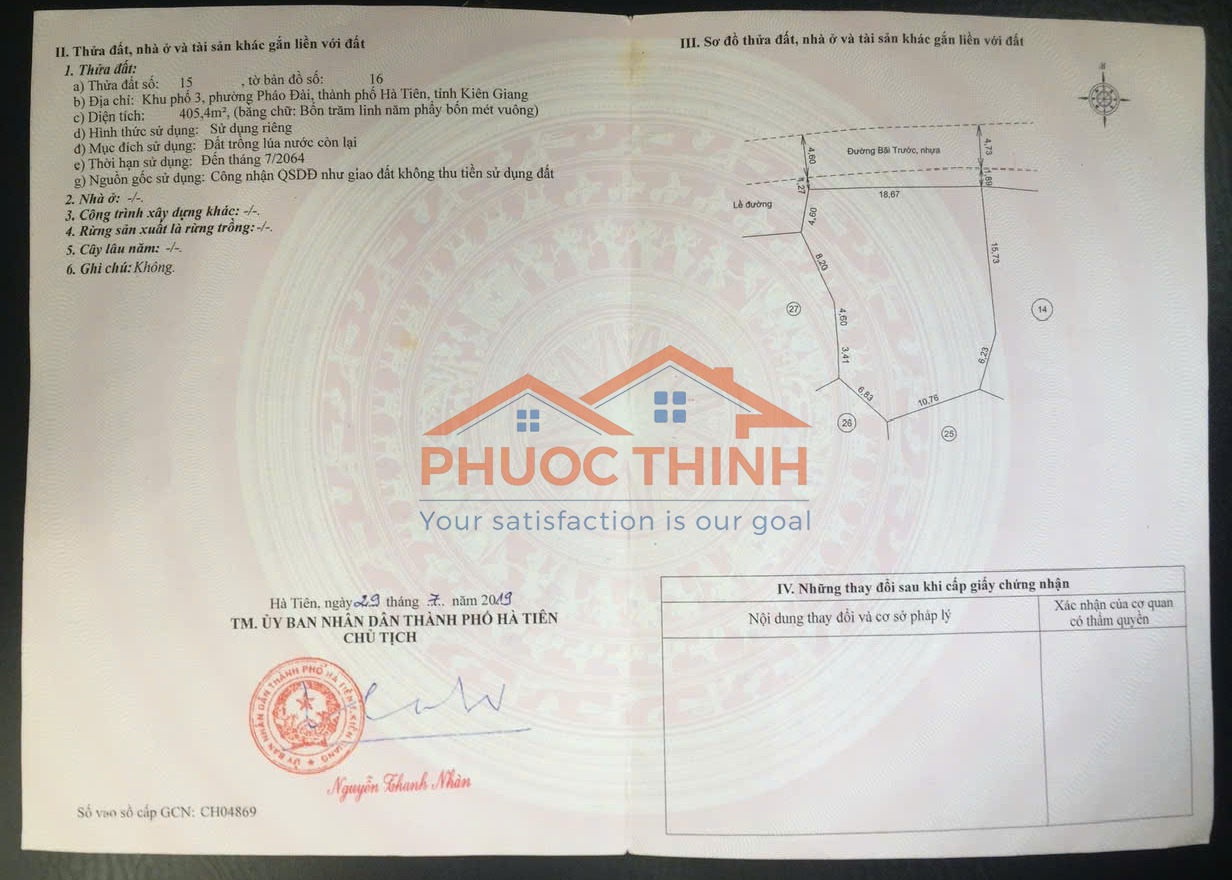 II. Thửa đất, nhà ở và tài sản khác gắn liền với đất
1. Thửa đất:
a) Thửa đất số: 15 , tờ bản đồ số: 16
b) Địa chỉ: Khu phố 3, phường Pháo Đài, thành phố Hà Tiên, tỉnh Kiên Giang
c) Diện tích: 405,4m², (bằng chữ: Bốn trăm linh năm phẩy bốn mét vuông)
d) Hình thức sử dụng: Sử dụng riêng
đ) Mục đích sử dụng: Đất trồng lúa nước còn lại
e) Thời hạn sử dụng: Đến tháng 7/2064
g) Nguồn gốc sử dụng: Công nhận QSDĐ như giao đất không thu tiền sử dụng đất
2. Nhà ở: -/-.
3. Công trình xây dựng khác: -/-.
4. Rừng sản xuất là rừng trồng: -/-.
5. Cây lâu năm: -/-.
6. Ghi chú: Không.
Hà Tiên, ngày 29 tháng 7. năm 2019
TM. ỦY BAN NHÂN DÂN THÀNH PHỐ HÀ TIÊN
CHỦ TỊCH
ỦY BAN NHÂN DÂN THÀNH PHỐ HÀ TIÊN KIÊN GIANG
Nguyễn Thanh Nhàn
Số vào sổ cấp GCN: CH04869
III. Sơ đồ thửa đất, nhà ở và tài sản khác gắn liền với đất
4,60
Đường Bãi Trước, nhựa
4,73
1,27
1,89
18,67
Lề đường
4,60
8,20
15,73
27
4,60
14
3,41
6,23
6,83
10,76
26
25
PHUOC THINH
Your satisfaction is our goal
IV. Những thay đổi sau khi cấp giấy chứng nhận
Nội dung thay đổi và cơ sở pháp lý
Xác nhận của cơ quan
có thẩm quyền